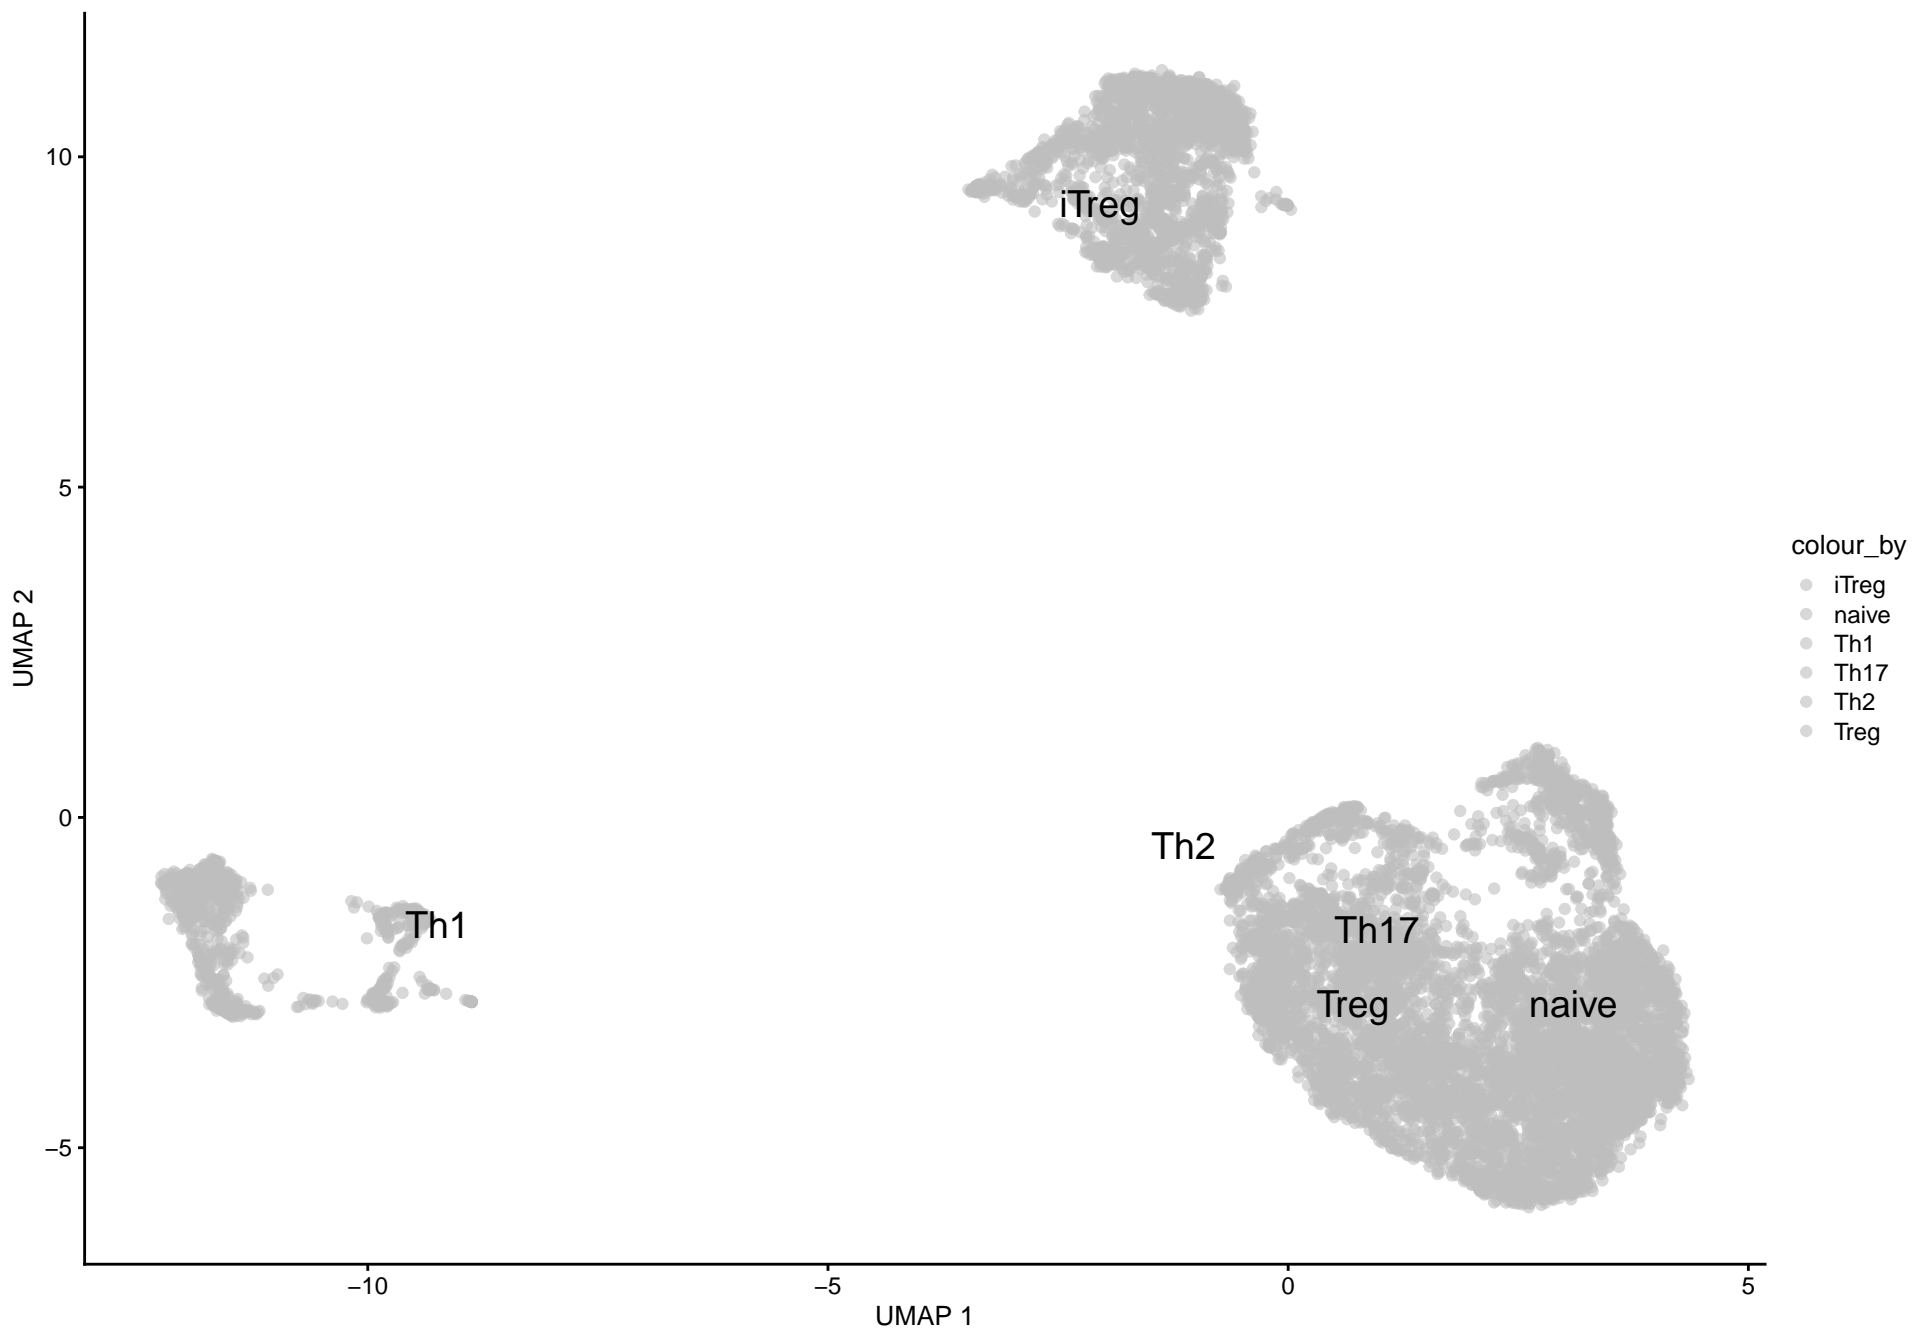 10
5
0
−5
UMAP 2
iTreg
Th2
Th1
Th17
Treg
naive
−10
−5
0
5
UMAP 1
colour_by
iTreg
naive
Th1
Th17
Th2
Treg